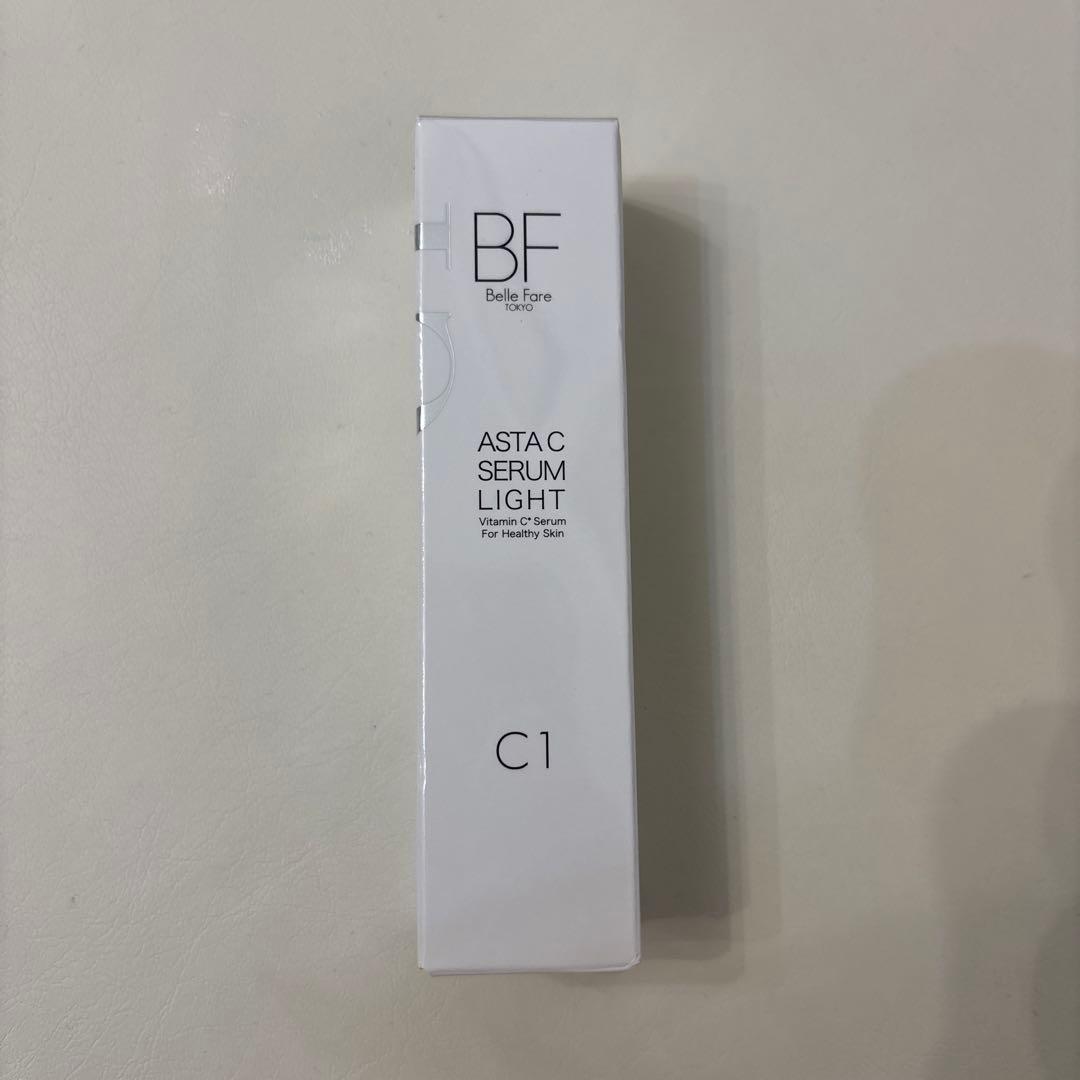 BF
Belle Fare
TOKYO
ASTA C
SERUM
LIGHT
Vitamin C* Serum
For Healthy Skin
C1